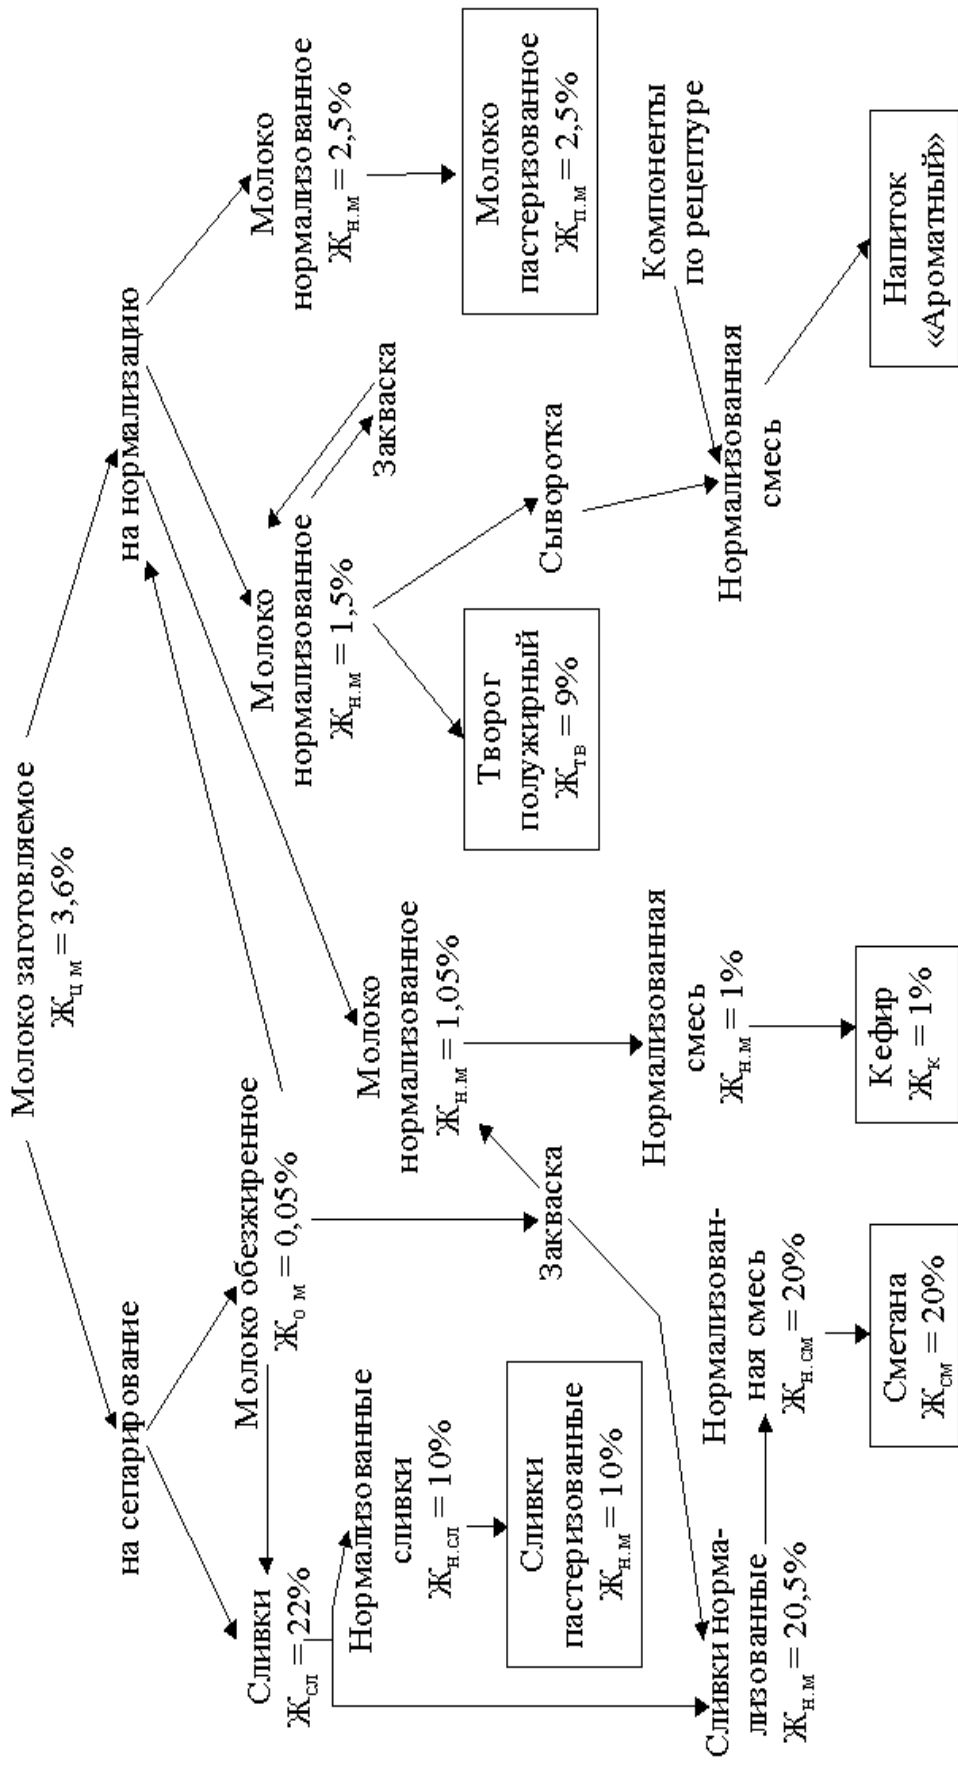 Молоко заготовляемое
Жц м = 3,6%
на сепарирование
на нормализацию
Сливки
Жсл = 22%
Молоко обезжиренное
Жо м = 0,05%
Молоко
нормализованное
Жн.м = 1,5%
Молоко
нормализованное
Жн.м = 2,5%
Нормализованные
сливки
Жн.сл = 10%
Молоко
нормализованное
Жн.м = 1,05%
Закваска
Сливки
пастеризованные
Жн.м = 10%
Закваска
Творог
полужирный
Жтв = 9%
Сыворотка
Молоко
пастеризованное
Жп.м = 2,5%
Сливки норма-
лизованные
Жн.м = 20,5%
Нормализован-
ная смесь
Жн.см = 20%
Нормализованная
смесь
Жн.м = 1%
Нормализованная
смесь
Компоненты
по рецептуре
Сметана
Жсм = 20%
Кефир
Жк = 1%
Напиток
«Ароматный»